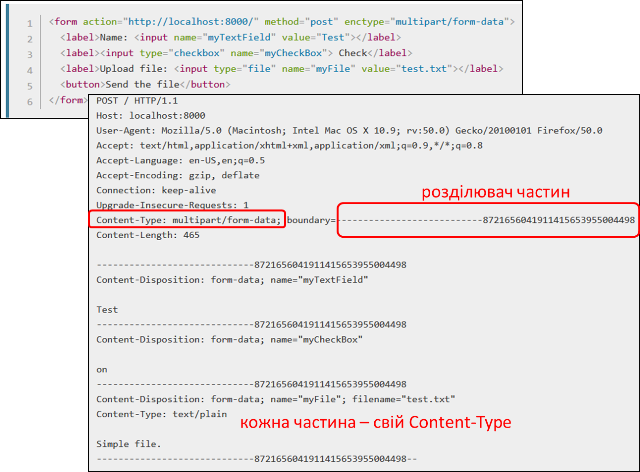 1 <form action="http://localhost:8000/" method="post" enctype="multipart/form-data">
2 <label>Name: <input name="myTextField" value="Test"></label>
3 <label><input type="checkbox" name="myCheckBox"> Check</label>
4 <label>Upload file: <input type="file" name="myFile" value="test.txt"></label>
5 <button>Send the file</button>
6 </form>
POST / HTTP/1.1
Host: localhost:8000
User-Agent: Mozilla/5.0 (Macintosh; Intel Mac OS X 10.9; rv:50.0) Gecko/20100101 Firefox/50.0
Accept: text/html,application/xhtml+xml,application/xml;q=0.9,*/*;q=0.8
Accept-Language: en-US,en;q=0.5
Accept-Encoding: gzip, deflate
Connection: keep-alive
Upgrade-Insecure-Requests: 1
розділювач частин
Content-Type: multipart/form-data; boundary=---------------------------8721656041911415653955004498
Content-Length: 465
-----------------------------8721656041911415653955004498
Content-Disposition: form-data; name="myTextField"
Test
-----------------------------8721656041911415653955004498
Content-Disposition: form-data; name="myCheckBox"
on
-----------------------------8721656041911415653955004498
Content-Disposition: form-data; name="myFile"; filename="test.txt"
Content-Type: text/plain
кожна частина – свій Content-Type
Simple file.
-----------------------------8721656041911415653955004498--